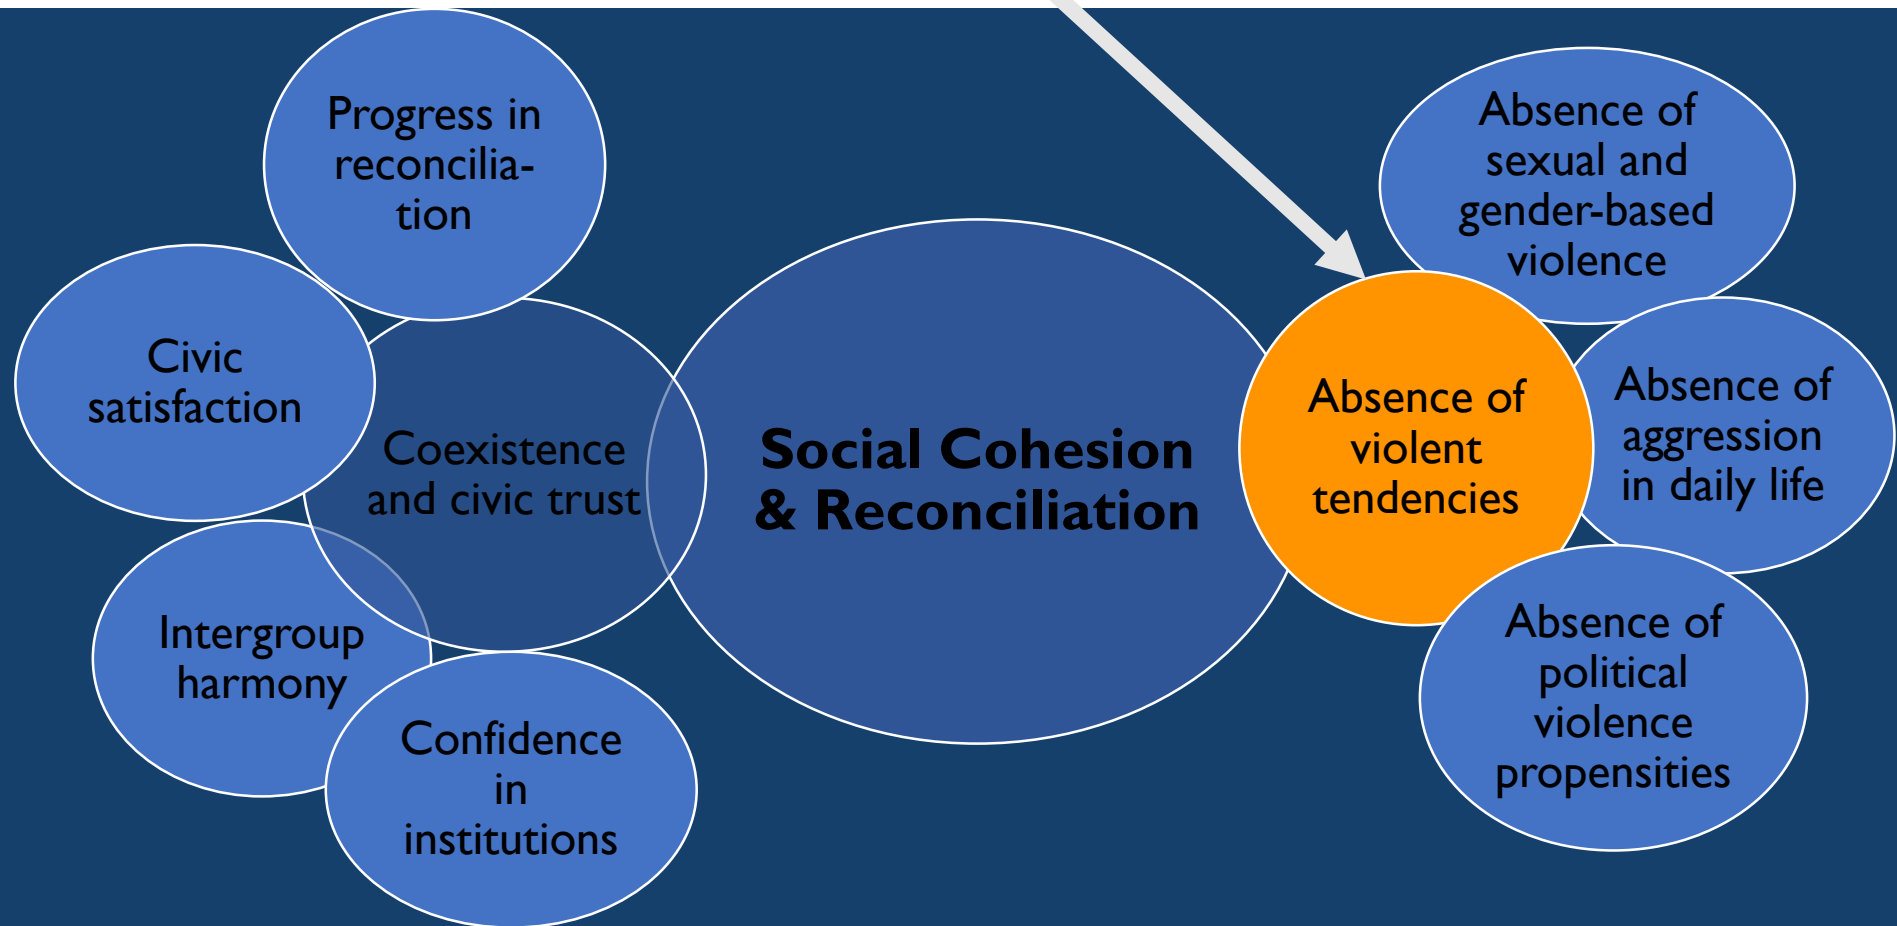 Progress in
reconcilia-
tion
Civic
satisfaction
Coexistence
and civic trust
Intergroup
harmony
Confidence
in
institutions
Social Cohesion
& Reconciliation
Absence of
violent
tendencies
Absence of
sexual and
gender-based
violence
Absence of
aggression
in daily life
Absence of
political
violence
propensities